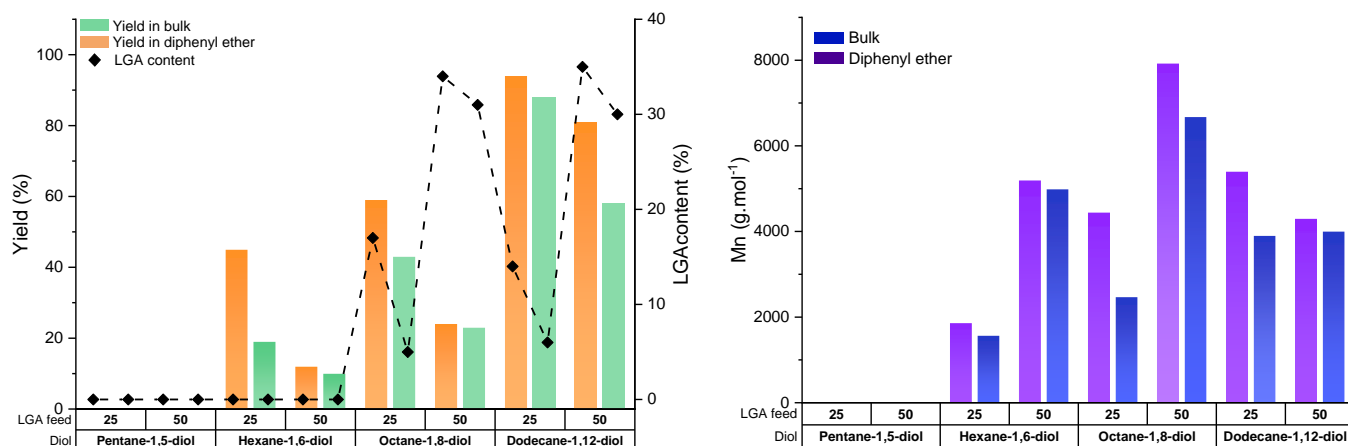 Yield in bulk
Yield in diphenyl ether
LGA content
Yield (%)
100
80
60
40
20
0
40
30
20
10
0
LGAcontent (%)
LGA feed 25 50 25 50 25 50 25 50
Diol Pentane-1,5-diol Hexane-1,6-diol Octane-1,8-diol Dodecane-1,12-diol
Bulk
Diphenyl ether
Mn (g.mol⁻¹)
8000
6000
4000
2000
0
LGA feed 25 50 25 50 25 50 25 50
Diol Pentane-1,5-diol Hexane-1,6-diol Octane-1,8-diol Dodecane-1,12-diol